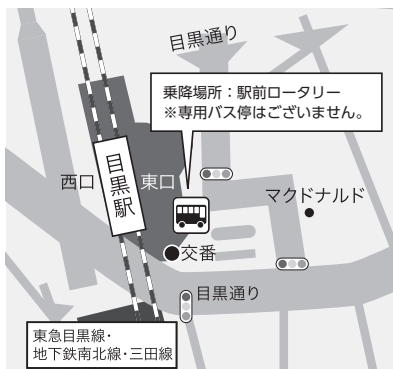 目黒通り
乗降場所：駅前ロータリー
※専用バス停はございません。
西口
目黒駅
東口
マクドナルド
交番
目黒通り
東急目黒線・
地下鉄南北線・三田線